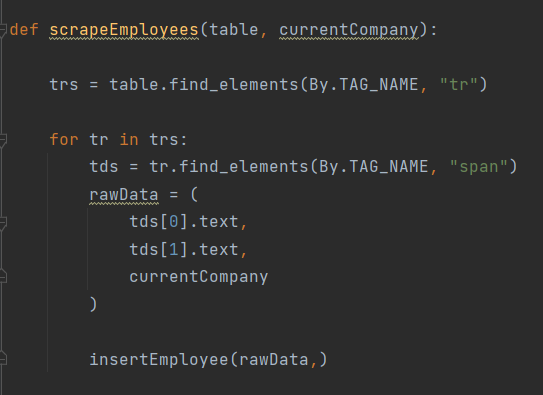 def scrapeEmployees(table, currentCompany):
trs = table.find_elements(By.TAG_NAME, "tr")
for tr in trs:
tds = tr.find_elements(By.TAG_NAME, "span")
rawData = (
tds[0].text,
tds[1].text,
currentCompany
)
insertEmployee(rawData,)